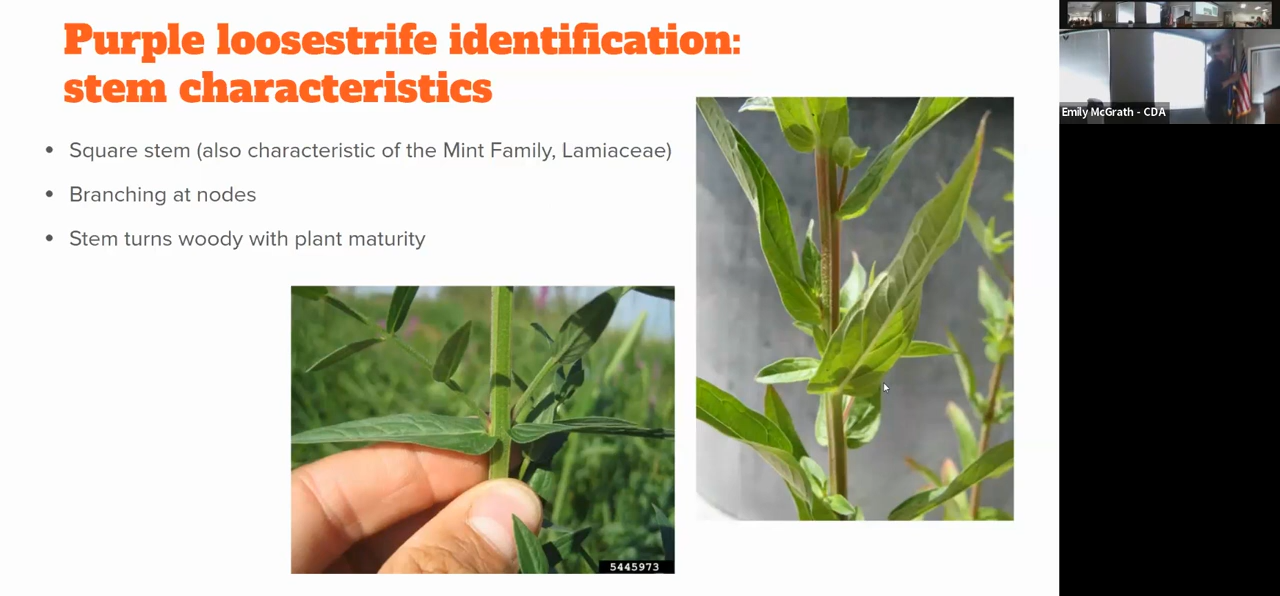 Purple loosestrife identification:
stem characteristics
• Square stem (also characteristic of the Mint Family, Lamiaceae)
• Branching at nodes
• Stem turns woody with plant maturity
5445973
Emily McGrath - CDA